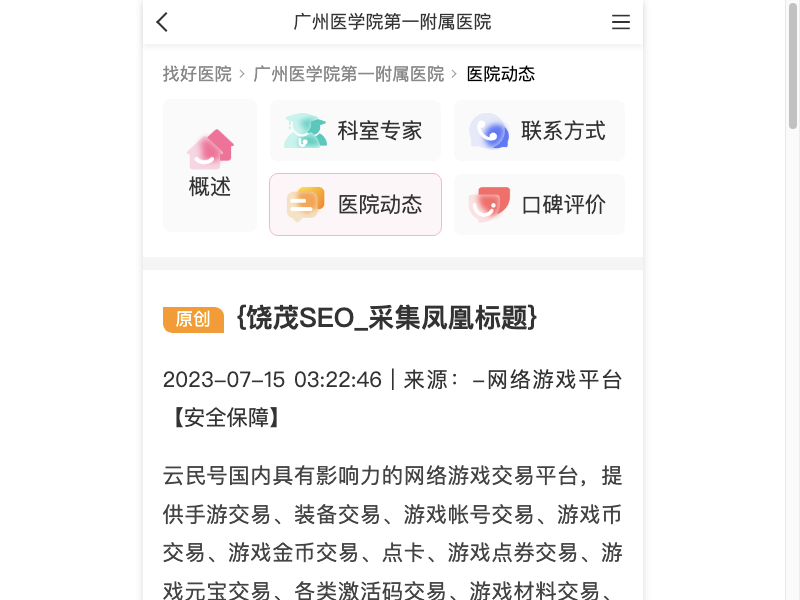 广州医学院第一附属医院
找好医院 › 广州医学院第一附属医院 › 医院动态
概述
科室专家
联系方式
医院动态
口碑评价
原创 {饶茂SEO_采集凤凰标题}
2023-07-15 03:22:46 | 来源：-网络游戏平台
【安全保障】
云民号国内具有影响力的网络游戏交易平台，提
供手游交易、装备交易、游戏帐号交易、游戏币
交易、游戏金币交易、点卡、游戏点券交易、游
戏元宝交易、各类激活码交易、游戏材料交易、